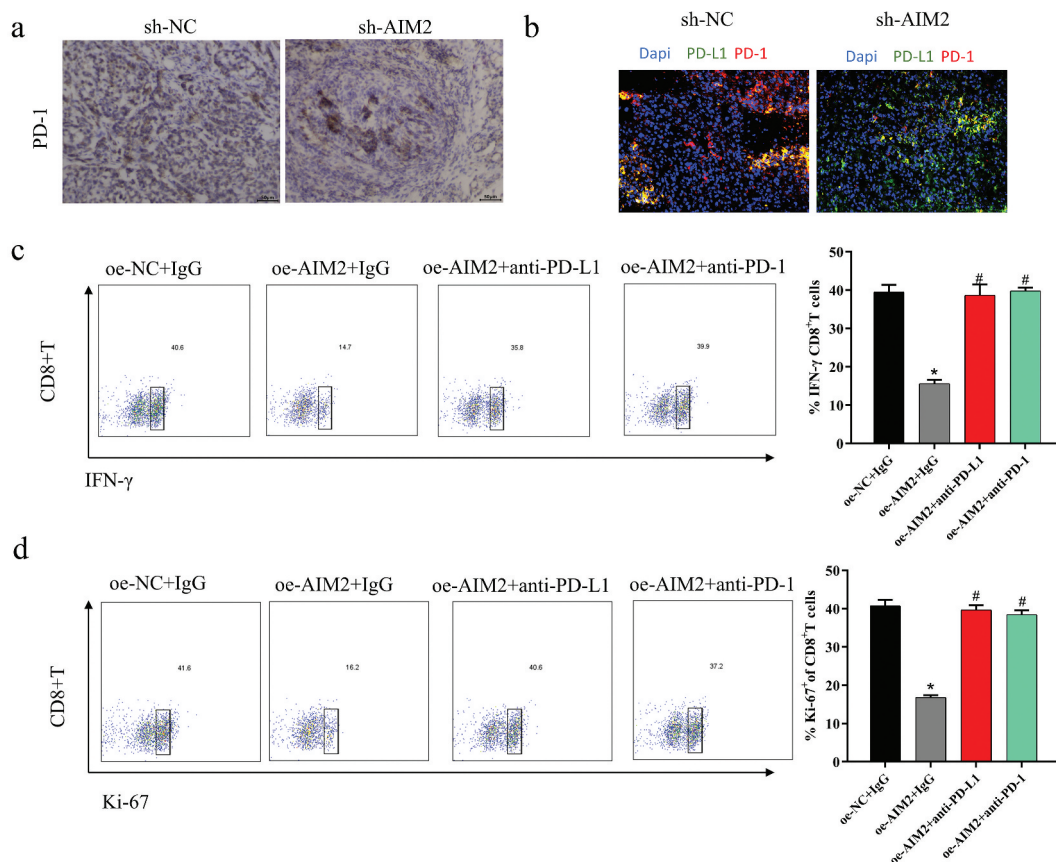 a
sh-NC
sh-AIM2
PD-1
50μm
b
sh-NC
sh-AIM2
Dapi PD-L1 PD-1
Dapi PD-L1 PD-1
c
oe-NC+IgG
oe-AIM2+IgG
oe-AIM2+anti-PD-L1
oe-AIM2+anti-PD-1
CD8+T
40.6
14.7
35.8
39.9
IFN-γ
% IFN-γ CD8⁺T cells
50
40
30
20
10
0
*
#
#
oe-NC+IgG
oe-AIM2+IgG
oe-AIM2+anti-PD-L1
oe-AIM2+anti-PD-1
d
oe-NC+IgG
oe-AIM2+IgG
oe-AIM2+anti-PD-L1
oe-AIM2+anti-PD-1
CD8+T
41.6
16.2
40.6
37.2
Ki-67
% Ki-67⁺of CD8⁺T cells
50
40
30
20
10
0
*
#
#
oe-NC+IgG
oe-AIM2+IgG
oe-AIM2+anti-PD-L1
oe-AIM2+anti-PD-1